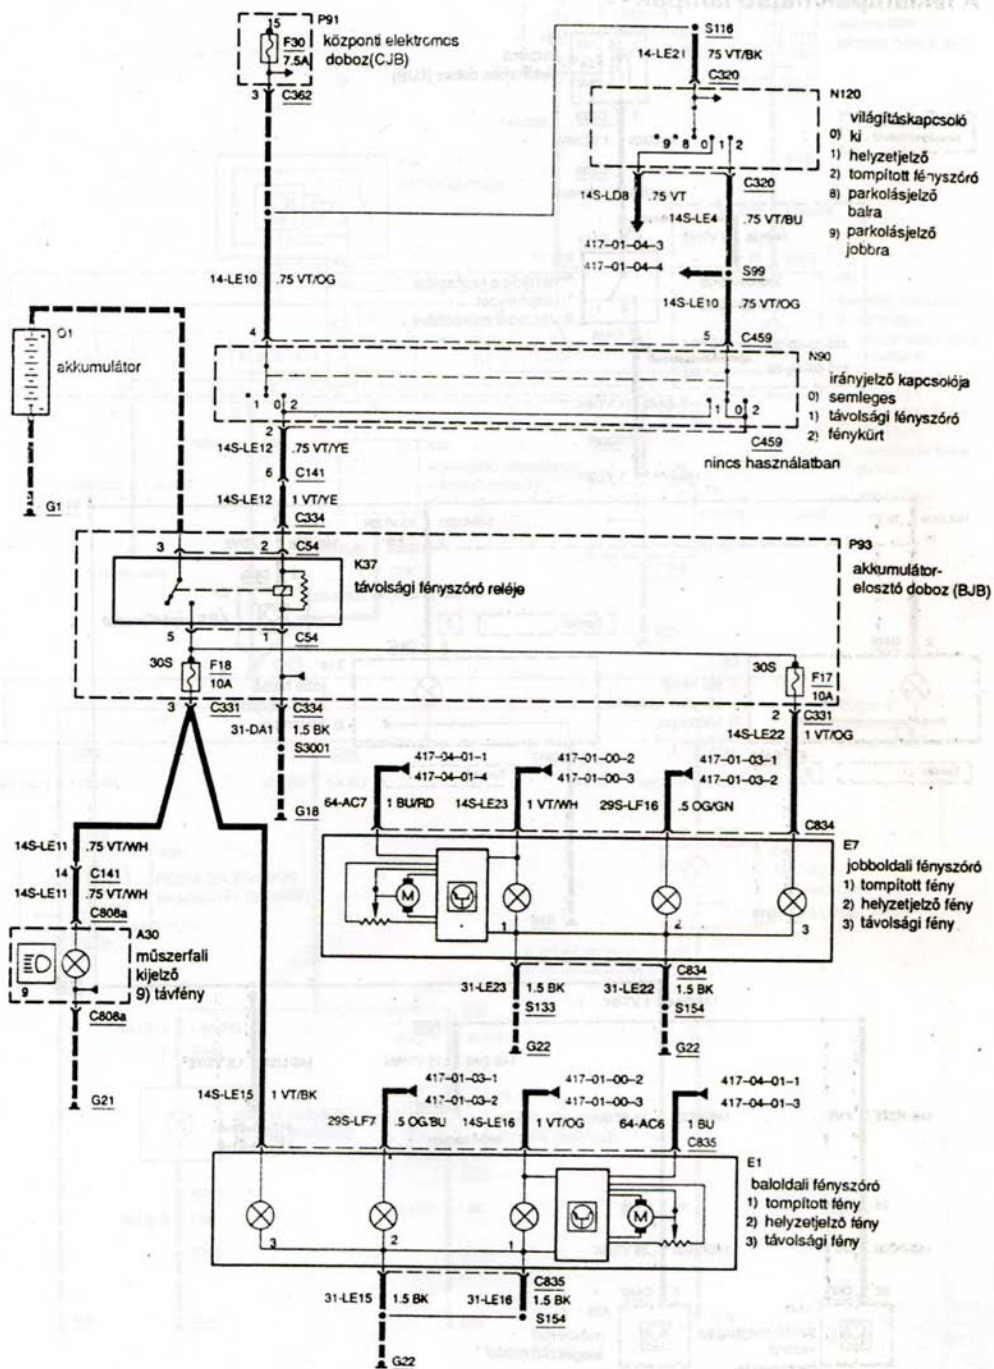 P91
15
F30
7.5A
központi elektromos
doboz(CJB)
3 C362
S116
14-LE21 .75 VT/BK
C320
N120
9 8 0 1 2
világításkapcsoló
0) ki
1) helyzetjelző
2) tompított fényszóró
8) parkolásjelző
balra
9) parkolásjelző
jobbra
C320
14S-LD8 .75 VT
14S-LE4 .75 VT/BU
417-01-04-3
417-01-04-4
S99
14-LE10 .75 VT/OG
14S-LE10 .75 VT/OG
4
5 C459
akkumulátor
N90
irányjelző kapcsolója
0) semleges
1) távolsági fényszóró
2) fénykürt
1 0 2
1 0 2
2
C459
nincs használatban
14S-LE12 .75 VT/YE
6 C141
14S-LE12 1 VT/YE
C334
G1
P93
akkumulátor-
elosztó doboz (BJB)
3 2 C54
K37
távolsági fényszóró reléje
5 1 C54
30S
F18
10A
30S
F17
10A
3 C331
C334
2 C331
31-DA1 1.5 BK
S3001
14S-LE22 1 VT/OG
G18
417-04-01-1
417-04-01-4
417-01-00-2
417-01-00-3
417-01-03-1
417-01-03-2
64-AC7 1 BU/RD
14S-LE23 1 VT/WH
29S-LF16 .5 OG/GN
C834
14S-LE11 .75 VT/WH
14 C141
14S-LE11 .75 VT/WH
C808a
E7
jobboldali fényszóró
1) tompított fény
2) helyzetjelző fény
3) távolsági fény
M
1 2 3
A30
műszerfali
kijelző
9) távfény
9
C808a
G21
C834
31-LE23 1.5 BK
31-LE22 1.5 BK
S133
S154
G22
G22
14S-LE15 1 VT/BK
417-01-03-1
417-01-03-2
417-01-00-2
417-01-00-3
417-04-01-1
417-04-01-3
29S-LF7 .5 OG/BU
14S-LE16 1 VT/OG
64-AC6 1 BU
C835
E1
baloldali fényszóró
1) tompított fény
2) helyzetjelző fény
3) távolsági fény
M
3 2 1
C835
31-LE15 1.5 BK
31-LE16 1.5 BK
S154
G22